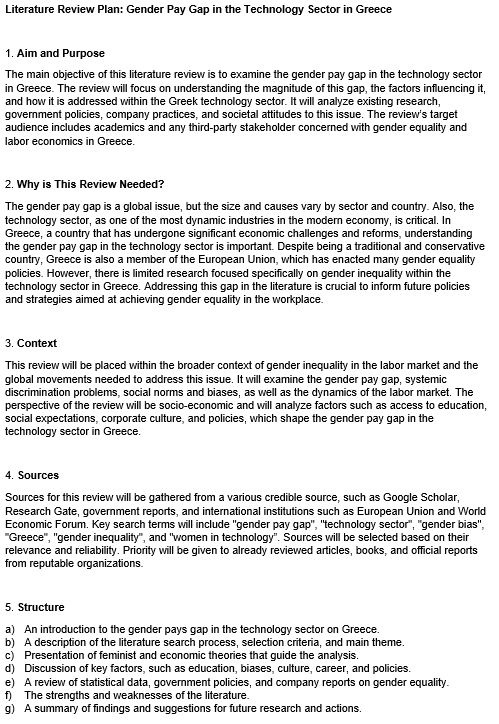 Literature Review Plan: Gender Pay Gap in the Technology Sector in Greece
1. Aim and Purpose
The main objective of this literature review is to examine the gender pay gap in the technology sector
in Greece. The review will focus on understanding the magnitude of this gap, the factors influencing it,
and how it is addressed within the Greek technology sector. It will analyze existing research,
government policies, company practices, and societal attitudes to this issue. The review's target
audience includes academics and any third-party stakeholder concerned with gender equality and
labor economics in Greece.
2. Why is This Review Needed?
The gender pay gap is a global issue, but the size and causes vary by sector and country. Also, the
technology sector, as one of the most dynamic industries in the modern economy, is critical. In
Greece, a country that has undergone significant economic challenges and reforms, understanding
the gender pay gap in the technology sector is important. Despite being a traditional and conservative
country, Greece is also a member of the European Union, which has enacted many gender equality
policies. However, there is limited research focused specifically on gender inequality within the
technology sector in Greece. Addressing this gap in the literature is crucial to inform future policies
and strategies aimed at achieving gender equality in the workplace.
3. Context
This review will be placed within the broader context of gender inequality in the labor market and the
global movements needed to address this issue. It will examine the gender pay gap, systemic
discrimination problems, social norms and biases, as well as the dynamics of the labor market. The
perspective of the review will be socio-economic and will analyze factors such as access to education,
social expectations, corporate culture, and policies, which shape the gender pay gap in the
technology sector in Greece.
4. Sources
Sources for this review will be gathered from a various credible source, such as Google Scholar,
Research Gate, government reports, and international institutions such as European Union and World
Economic Forum. Key search terms will include "gender pay gap", "technology sector", "gender bias",
"Greece", "gender inequality", and "women in technology". Sources will be selected based on their
relevance and reliability. Priority will be given to already reviewed articles, books, and official reports
from reputable organizations.
5. Structure
a) An introduction to the gender pays gap in the technology sector on Greece.
b) A description of the literature search process, selection criteria, and main theme.
c) Presentation of feminist and economic theories that guide the analysis.
d) Discussion of key factors, such as education, biases, culture, career, and policies.
e) A review of statistical data, government policies, and company reports on gender equality.
f) The strengths and weaknesses of the literature.
g) A summary of findings and suggestions for future research and actions.